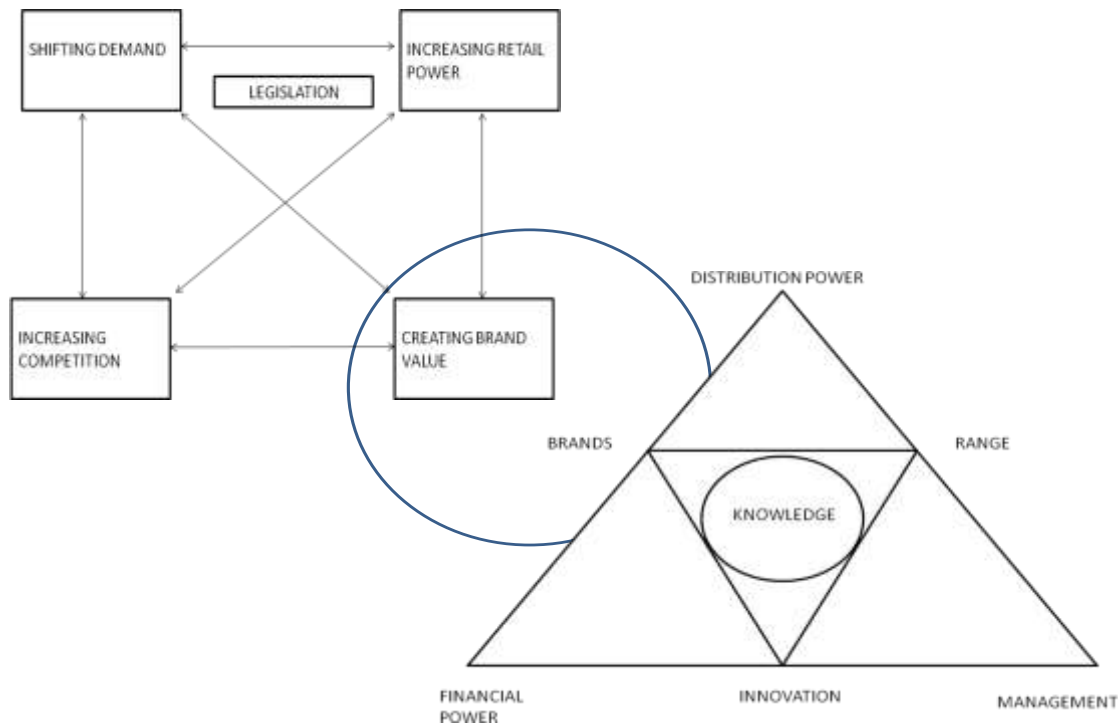 SHIFTING DEMAND
INCREASING RETAIL
POWER
LEGISLATION
INCREASING
COMPETITION
CREATING BRAND
VALUE
DISTRIBUTION POWER
BRANDS
RANGE
KNOWLEDGE
FINANCIAL
POWER
INNOVATION
MANAGEMENT